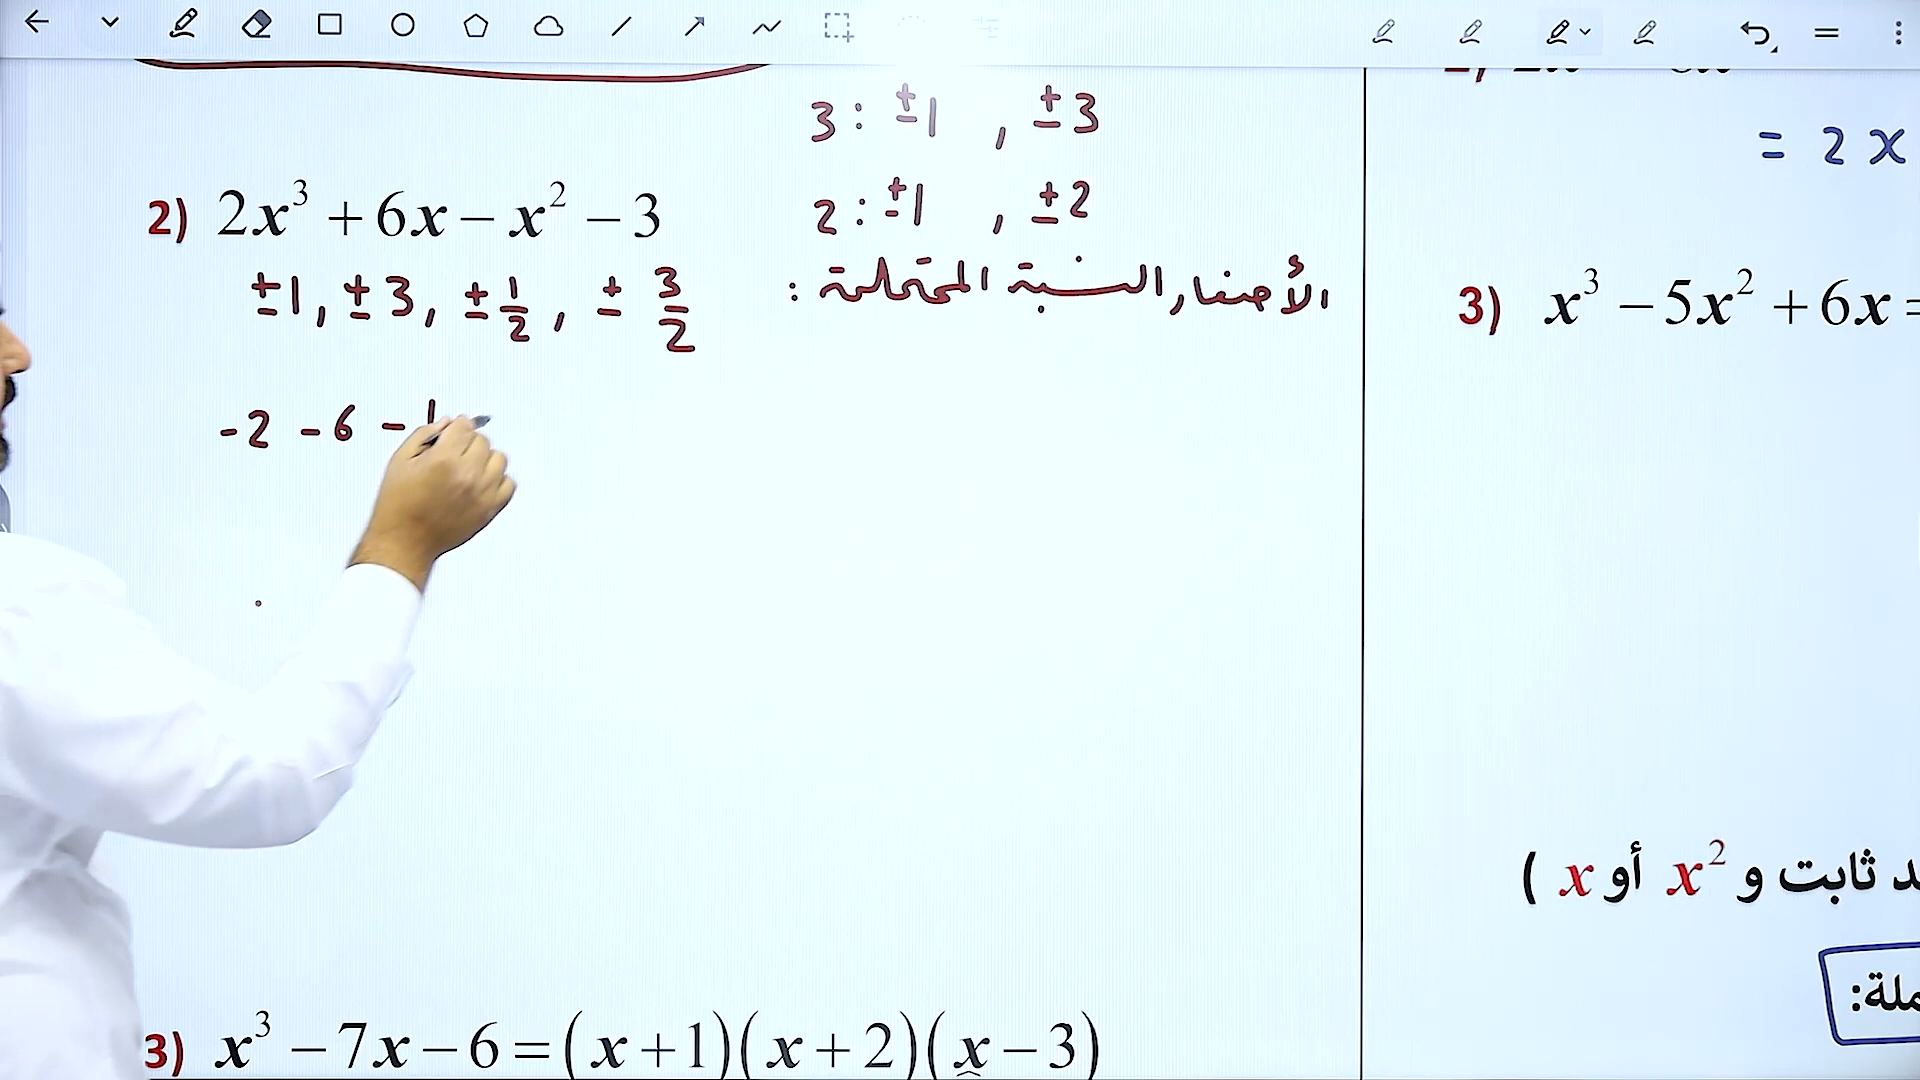 3 : ±1 , ±3
2 : ±1 , ±2
2) 2x³ + 6x − x² − 3
الأصفار النسبية المحتملة :
±1, ±3, ±1/2, ± 3/2
-2 -6 -1
3) x³ − 7x − 6 = (x + 1)(x + 2)(x − 3)
= 2x
3) x³ − 5x² + 6x =
ثابت و x² أو x )